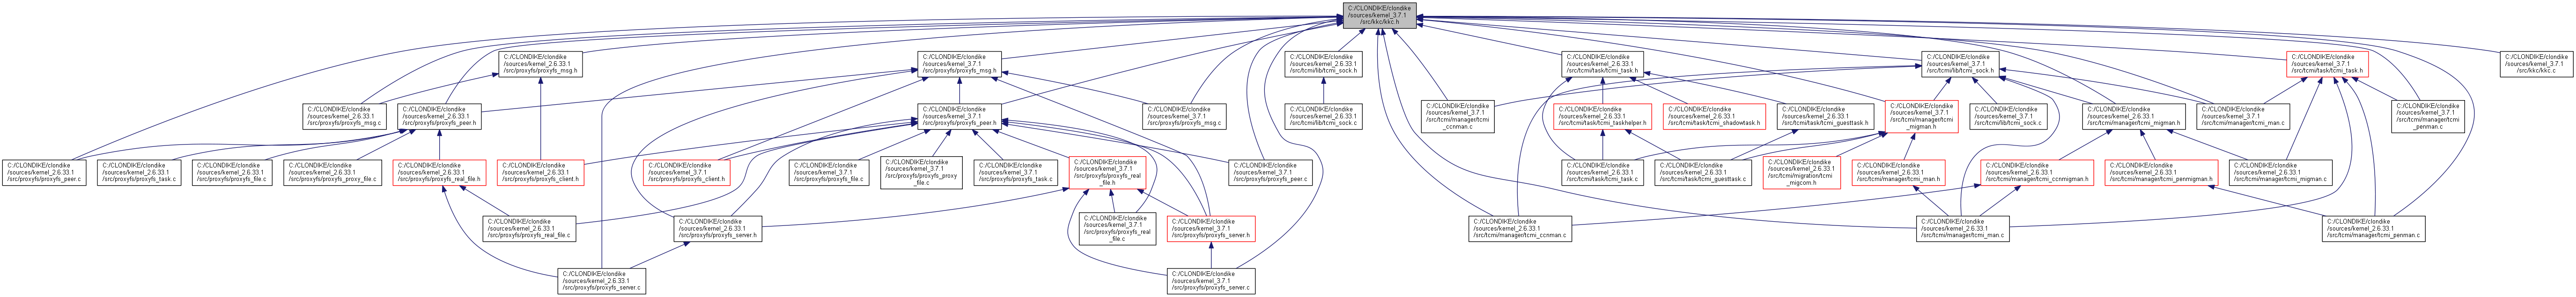 C:/CLONDIKE/clondike
/sources/kernel_3.7.1
/src/kkc/kkc.h
C:/CLONDIKE/clondike
/sources/kernel_2.6.33.1
/src/proxyfs/proxyfs_msg.h
C:/CLONDIKE/clondike
/sources/kernel_3.7.1
/src/proxyfs/proxyfs_msg.h
C:/CLONDIKE/clondike
/sources/kernel_2.6.33.1
/src/tcmi/lib/tcmi_sock.h
C:/CLONDIKE/clondike
/sources/kernel_2.6.33.1
/src/tcmi/task/tcmi_task.h
C:/CLONDIKE/clondike
/sources/kernel_3.7.1
/src/tcmi/lib/tcmi_sock.h
C:/CLONDIKE/clondike
/sources/kernel_3.7.1
/src/tcmi/task/tcmi_task.h
C:/CLONDIKE/clondike
/sources/kernel_3.7.1
/src/kkc/kkc.c
C:/CLONDIKE/clondike
/sources/kernel_2.6.33.1
/src/proxyfs/proxyfs_msg.c
C:/CLONDIKE/clondike
/sources/kernel_2.6.33.1
/src/proxyfs/proxyfs_peer.h
C:/CLONDIKE/clondike
/sources/kernel_3.7.1
/src/proxyfs/proxyfs_peer.h
C:/CLONDIKE/clondike
/sources/kernel_3.7.1
/src/proxyfs/proxyfs_msg.c
C:/CLONDIKE/clondike
/sources/kernel_2.6.33.1
/src/tcmi/lib/tcmi_sock.c
C:/CLONDIKE/clondike
/sources/kernel_3.7.1
/src/tcmi/manager/tcmi
_ccnman.c
C:/CLONDIKE/clondike
/sources/kernel_2.6.33.1
/src/tcmi/task/tcmi_taskhelper.h
C:/CLONDIKE/clondike
/sources/kernel_2.6.33.1
/src/tcmi/task/tcmi_shadowtask.h
C:/CLONDIKE/clondike
/sources/kernel_2.6.33.1
/src/tcmi/task/tcmi_guesttask.h
C:/CLONDIKE/clondike
/sources/kernel_3.7.1
/src/tcmi/manager/tcmi
_migman.h
C:/CLONDIKE/clondike
/sources/kernel_3.7.1
/src/tcmi/lib/tcmi_sock.c
C:/CLONDIKE/clondike
/sources/kernel_2.6.33.1
/src/tcmi/manager/tcmi_migman.h
C:/CLONDIKE/clondike
/sources/kernel_3.7.1
/src/tcmi/manager/tcmi_man.c
C:/CLONDIKE/clondike
/sources/kernel_3.7.1
/src/tcmi/manager/tcmi
_penman.c
C:/CLONDIKE/clondike
/sources/kernel_2.6.33.1
/src/proxyfs/proxyfs_peer.c
C:/CLONDIKE/clondike
/sources/kernel_2.6.33.1
/src/proxyfs/proxyfs_task.c
C:/CLONDIKE/clondike
/sources/kernel_2.6.33.1
/src/proxyfs/proxyfs_file.c
C:/CLONDIKE/clondike
/sources/kernel_2.6.33.1
/src/proxyfs/proxyfs_proxy_file.c
C:/CLONDIKE/clondike
/sources/kernel_2.6.33.1
/src/proxyfs/proxyfs_real_file.h
C:/CLONDIKE/clondike
/sources/kernel_2.6.33.1
/src/proxyfs/proxyfs_client.h
C:/CLONDIKE/clondike
/sources/kernel_3.7.1
/src/proxyfs/proxyfs_client.h
C:/CLONDIKE/clondike
/sources/kernel_3.7.1
/src/proxyfs/proxyfs_file.c
C:/CLONDIKE/clondike
/sources/kernel_3.7.1
/src/proxyfs/proxyfs_proxy
_file.c
C:/CLONDIKE/clondike
/sources/kernel_3.7.1
/src/proxyfs/proxyfs_task.c
C:/CLONDIKE/clondike
/sources/kernel_3.7.1
/src/proxyfs/proxyfs_real
_file.h
C:/CLONDIKE/clondike
/sources/kernel_3.7.1
/src/proxyfs/proxyfs_peer.c
C:/CLONDIKE/clondike
/sources/kernel_2.6.33.1
/src/tcmi/task/tcmi_task.c
C:/CLONDIKE/clondike
/sources/kernel_2.6.33.1
/src/tcmi/task/tcmi_guesttask.c
C:/CLONDIKE/clondike
/sources/kernel_2.6.33.1
/src/tcmi/migration/tcmi
_migcom.h
C:/CLONDIKE/clondike
/sources/kernel_2.6.33.1
/src/tcmi/manager/tcmi_man.h
C:/CLONDIKE/clondike
/sources/kernel_2.6.33.1
/src/tcmi/manager/tcmi_ccnmigman.h
C:/CLONDIKE/clondike
/sources/kernel_2.6.33.1
/src/tcmi/manager/tcmi_penmigman.h
C:/CLONDIKE/clondike
/sources/kernel_2.6.33.1
/src/tcmi/manager/tcmi_migman.c
C:/CLONDIKE/clondike
/sources/kernel_2.6.33.1
/src/proxyfs/proxyfs_real_file.c
C:/CLONDIKE/clondike
/sources/kernel_2.6.33.1
/src/proxyfs/proxyfs_server.h
C:/CLONDIKE/clondike
/sources/kernel_3.7.1
/src/proxyfs/proxyfs_real
_file.c
C:/CLONDIKE/clondike
/sources/kernel_3.7.1
/src/proxyfs/proxyfs_server.h
C:/CLONDIKE/clondike
/sources/kernel_2.6.33.1
/src/tcmi/manager/tcmi_ccnman.c
C:/CLONDIKE/clondike
/sources/kernel_2.6.33.1
/src/tcmi/manager/tcmi_man.c
C:/CLONDIKE/clondike
/sources/kernel_2.6.33.1
/src/tcmi/manager/tcmi_penman.c
C:/CLONDIKE/clondike
/sources/kernel_2.6.33.1
/src/proxyfs/proxyfs_server.c
C:/CLONDIKE/clondike
/sources/kernel_3.7.1
/src/proxyfs/proxyfs_server.c